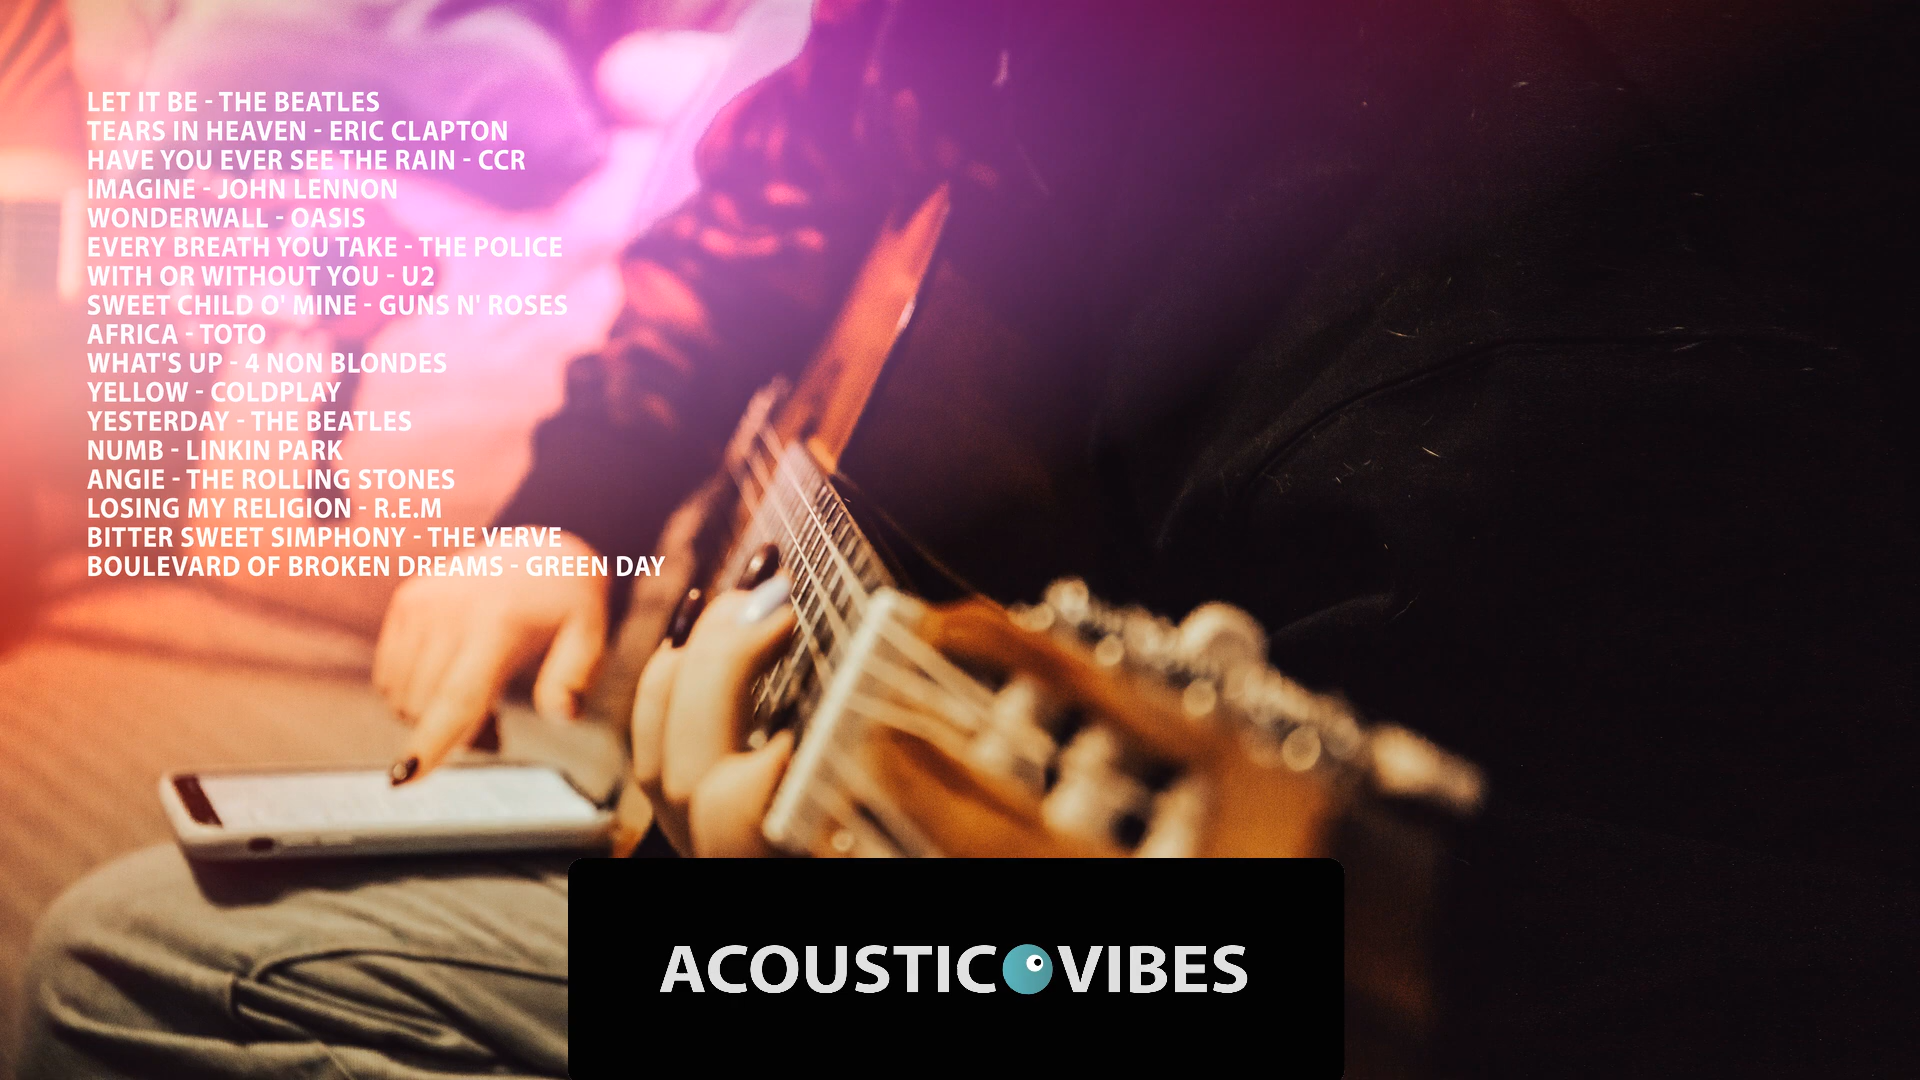 LET IT BE - THE BEATLES
TEARS IN HEAVEN - ERIC CLAPTON
HAVE YOU EVER SEE THE RAIN - CCR
IMAGINE - JOHN LENNON
WONDERWALL - OASIS
EVERY BREATH YOU TAKE - THE POLICE
WITH OR WITHOUT YOU - U2
SWEET CHILD O' MINE - GUNS N' ROSES
AFRICA - TOTO
WHAT'S UP - 4 NON BLONDES
YELLOW - COLDPLAY
YESTERDAY - THE BEATLES
NUMB - LINKIN PARK
ANGIE - THE ROLLING STONES
LOSING MY RELIGION - R.E.M
BITTER SWEET SIMPHONY - THE VERVE
BOULEVARD OF BROKEN DREAMS - GREEN DAY
ACOUSTIC VIBES